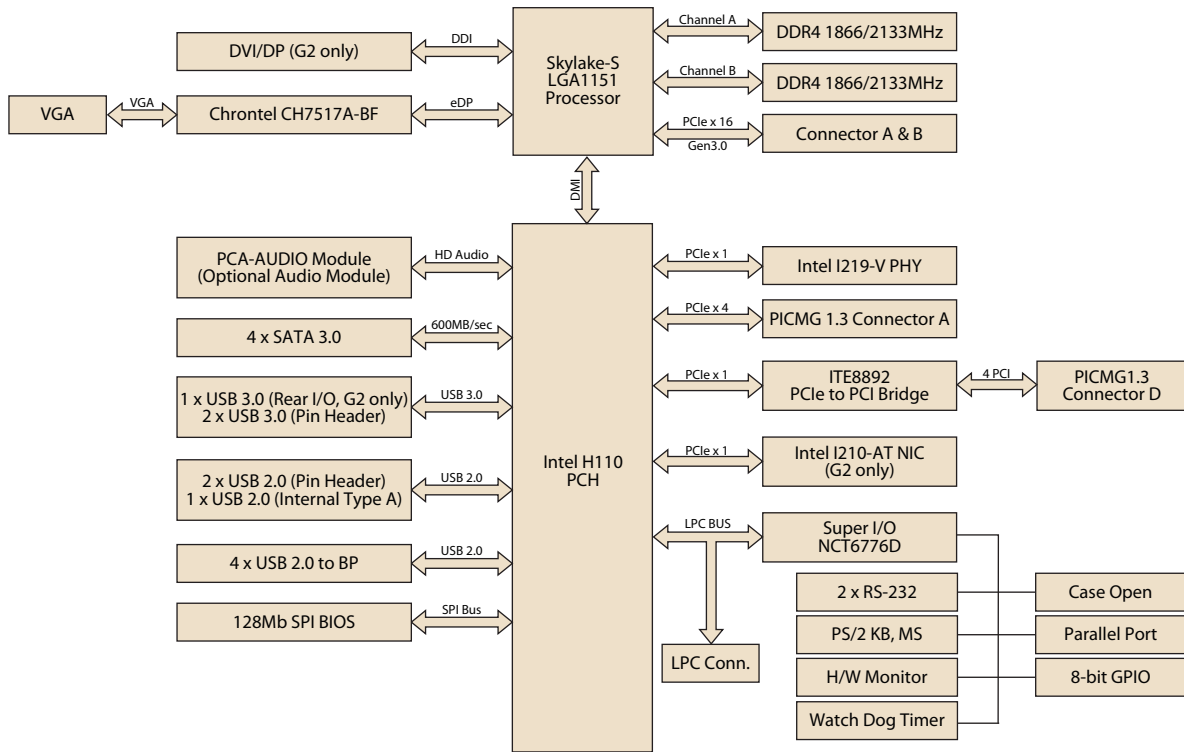 DVI/DP (G2 only)
DDI
Skylake-S
LGA1151
Processor
Channel A
DDR4 1866/2133MHz
Channel B
DDR4 1866/2133MHz
VGA
VGA
Chrontel CH7517A-BF
eDP
PCIe x 16
Gen3.0
Connector A & B
DMI
PCA-AUDIO Module
(Optional Audio Module)
HD Audio
4 x SATA 3.0
600MB/sec
1 x USB 3.0 (Rear I/O, G2 only)
2 x USB 3.0 (Pin Header)
USB 3.0
2 x USB 2.0 (Pin Header)
1 x USB 2.0 (Internal Type A)
USB 2.0
4 x USB 2.0 to BP
USB 2.0
128Mb SPI BIOS
SPI Bus
Intel H110
PCH
PCIe x 1
Intel I219-V PHY
PCIe x 4
PICMG 1.3 Connector A
PCIe x 1
ITE8892
PCIe to PCI Bridge
4 PCI
PICMG1.3
Connector D
PCIe x 1
Intel I210-AT NIC
(G2 only)
LPC BUS
Super I/O
NCT6776D
LPC Conn.
2 x RS-232
Case Open
PS/2 KB, MS
Parallel Port
H/W Monitor
8-bit GPIO
Watch Dog Timer